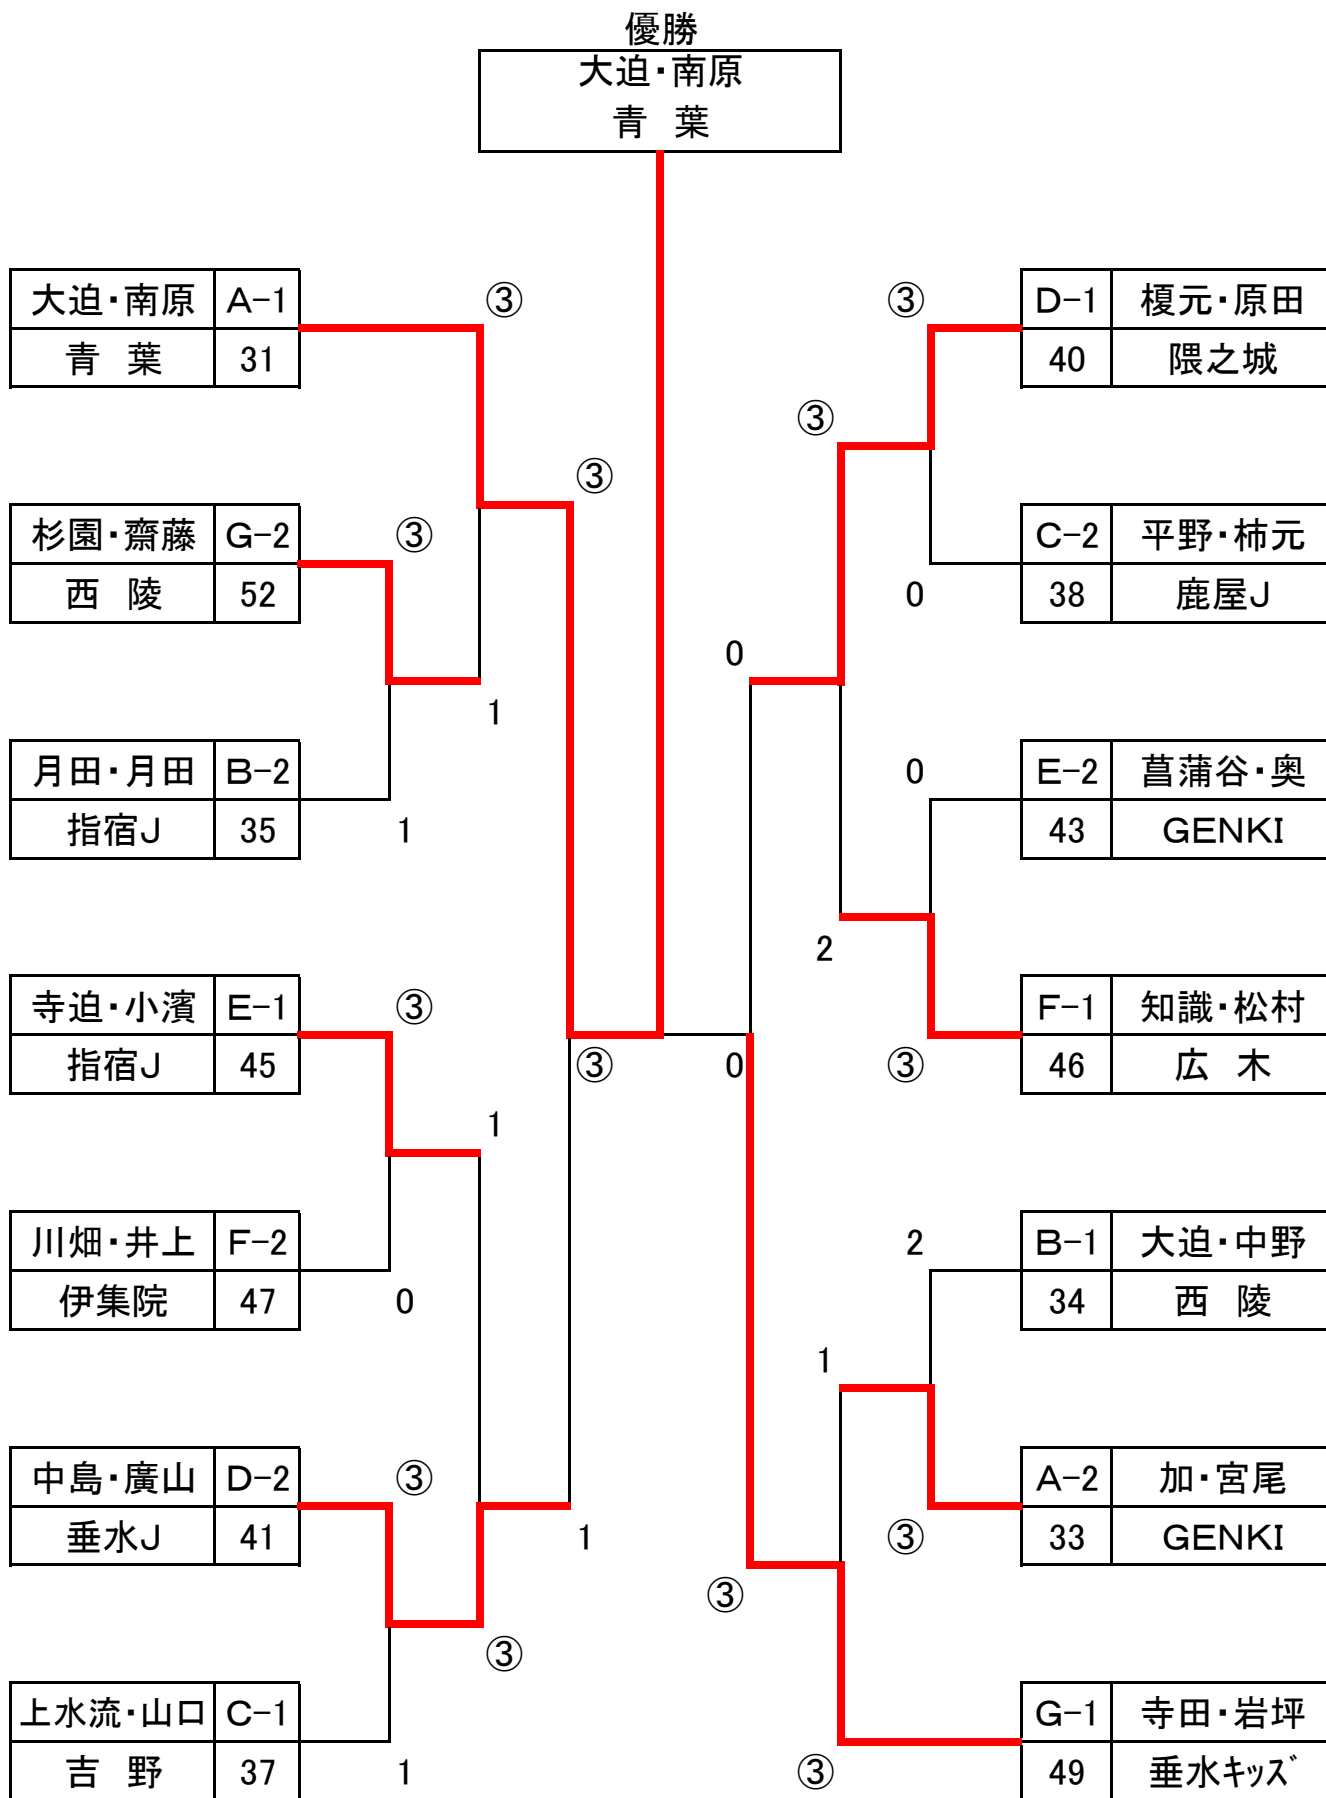 優勝
大迫・南原
青 葉
大迫・南原 A-1
青 葉 31
杉園・齋藤 G-2
西 陵 52
月田・月田 B-2
指宿J 35
寺迫・小濱 E-1
指宿J 45
川畑・井上 F-2
伊集院 47
中島・廣山 D-2
垂水J 41
上水流・山口 C-1
吉 野 37
③
③
③
1
1
③
1
0
③
③
1
1
③
0
0
③
③
③
0
0
2
③
2
1
③
③
D-1 榎元・原田
40 隈之城
C-2 平野・柿元
38 鹿屋J
E-2 菖蒲谷・奥
43 GENKI
F-1 知識・松村
46 広 木
B-1 大迫・中野
34 西 陵
A-2 加・宮尾
33 GENKI
G-1 寺田・岩坪
49 垂水キッズ